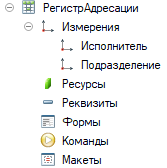 РегистрАдресации
Измерения
Исполнитель
Подразделение
Ресурсы
Реквизиты
Формы
Команды
Макеты